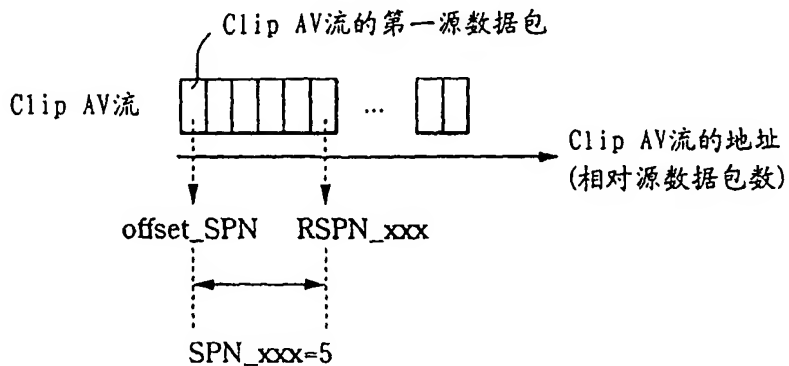 Clip AV流的第一源数据包
Clip AV流
...
Clip AV流的地址
(相对源数据包数)
offset_SPN RSPN_xxx
SPN_xxx=5